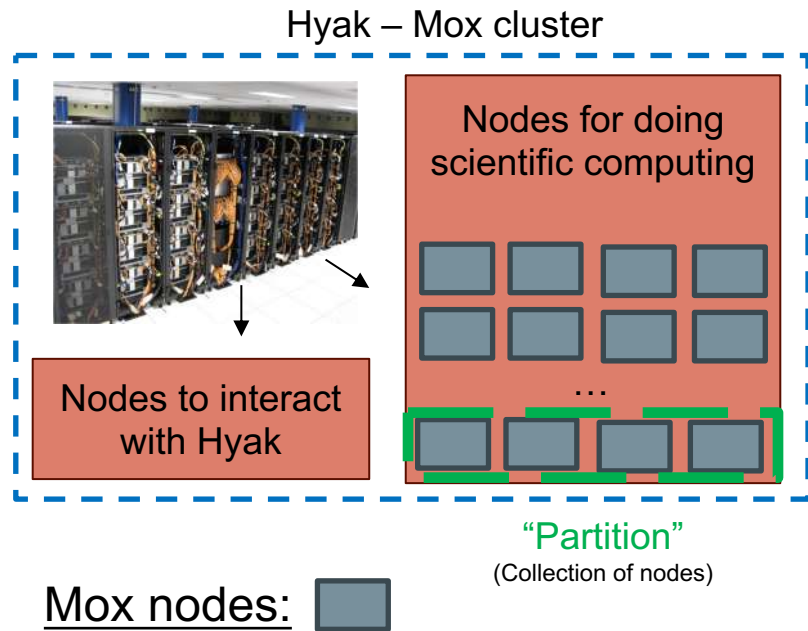 Hyak – Mox cluster
Nodes for doing
scientific computing
Nodes to interact
with Hyak
…
“Partition”
(Collection of nodes)
Mox nodes: